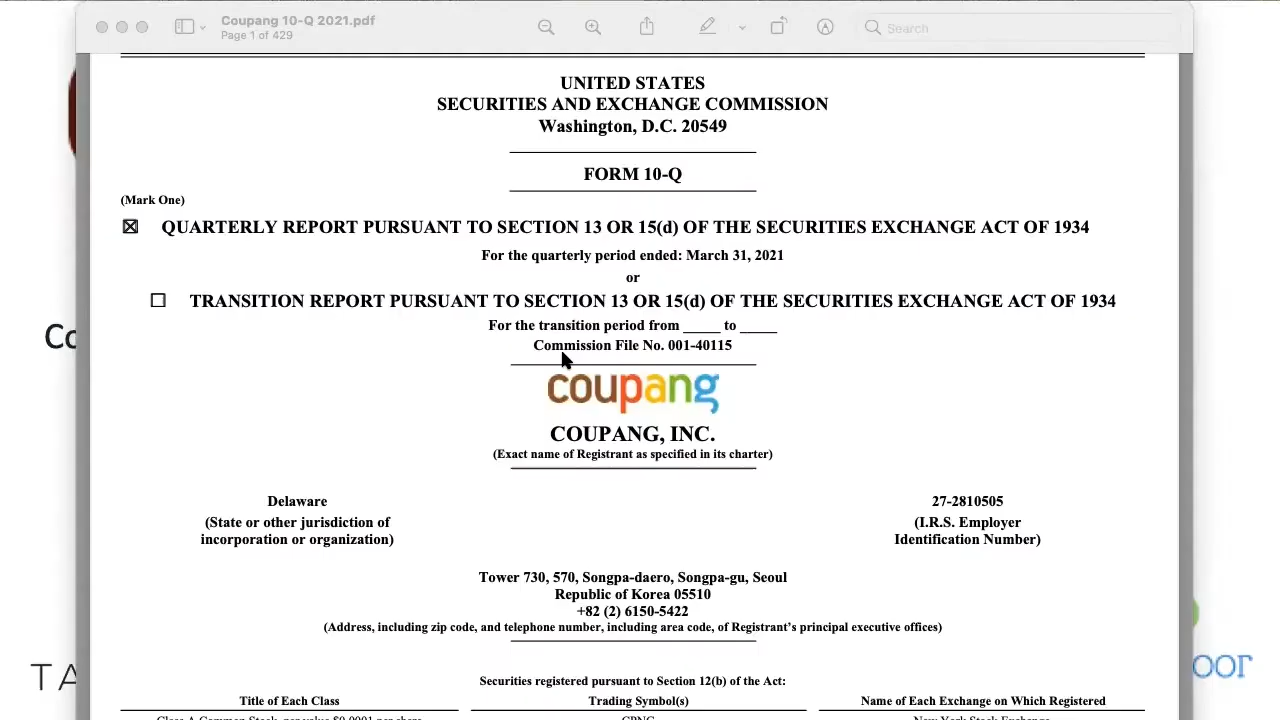 Coupang 10-Q 2021.pdf
Page 1 of 429
Search
UNITED STATES
SECURITIES AND EXCHANGE COMMISSION
Washington, D.C. 20549
FORM 10-Q
(Mark One)
☒ QUARTERLY REPORT PURSUANT TO SECTION 13 OR 15(d) OF THE SECURITIES EXCHANGE ACT OF 1934
For the quarterly period ended: March 31, 2021
or
☐ TRANSITION REPORT PURSUANT TO SECTION 13 OR 15(d) OF THE SECURITIES EXCHANGE ACT OF 1934
For the transition period from _____ to _____
Commission File No. 001-40115
Co
coupang
COUPANG, INC.
(Exact name of Registrant as specified in its charter)
Delaware 27-2810505
(State or other jurisdiction of (I.R.S. Employer
incorporation or organization) Identification Number)
Tower 730, 570, Songpa-daero, Songpa-gu, Seoul
Republic of Korea 05510
+82 (2) 6150-5422
(Address, including zip code, and telephone number, including area code, of Registrant's principal executive offices)
TA oor
Securities registered pursuant to Section 12(b) of the Act:
Title of Each Class Trading Symbol(s) Name of Each Exchange on Which Registered